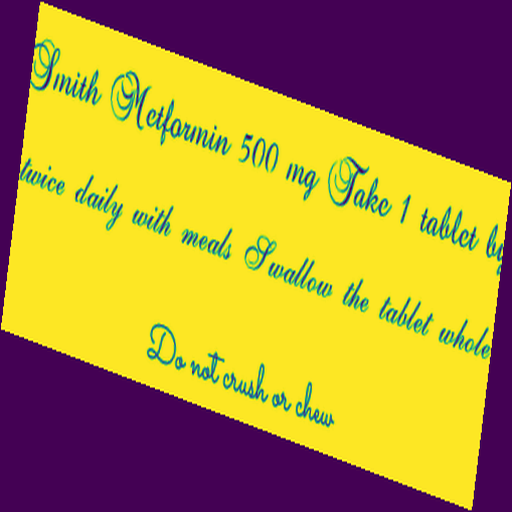 Smith Metformin 500 mg Take 1 tablet by
twice daily with meals Swallow the tablet whole
Do not crush or chew